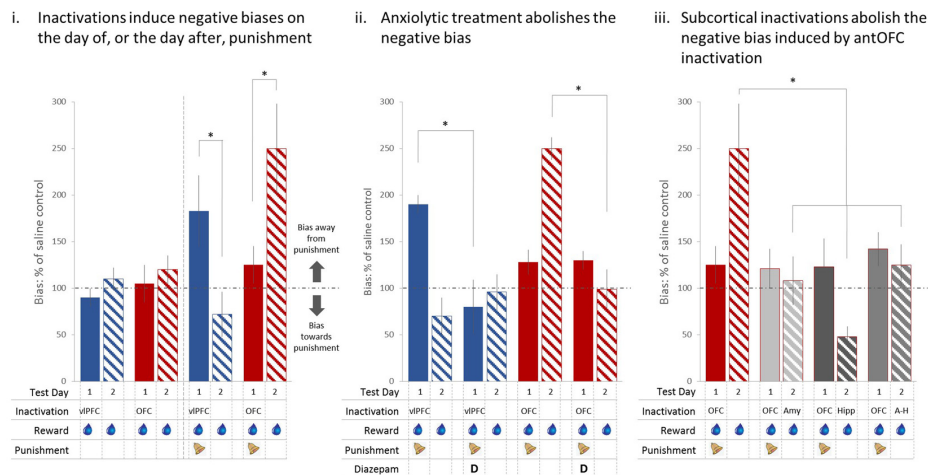 i. Inactivations induce negative biases on
the day of, or the day after, punishment
*
*
300
250
200
150
100
50
0
Bias: % of saline control
Bias away
from
punishment
Bias
towards
punishment
Test Day 1 2 1 2 1 2 1 2
Inactivation vlPFC OFC vlPFC OFC
Reward
Punishment
ii. Anxiolytic treatment abolishes the
negative bias
*
*
300
250
200
150
100
50
0
Bias: % of saline control
Test Day 1 2 1 2 1 2 1 2
Inactivation vlPFC vlPFC OFC OFC
Reward
Punishment
Diazepam D D
iii. Subcortical inactivations abolish the
negative bias induced by antOFC
inactivation
*
300
250
200
150
100
50
0
Bias: % of saline control
Test Day 1 2 1 2 1 2 1 2
Inactivation OFC OFC Amy OFC Hipp OFC A-H
Reward
Punishment